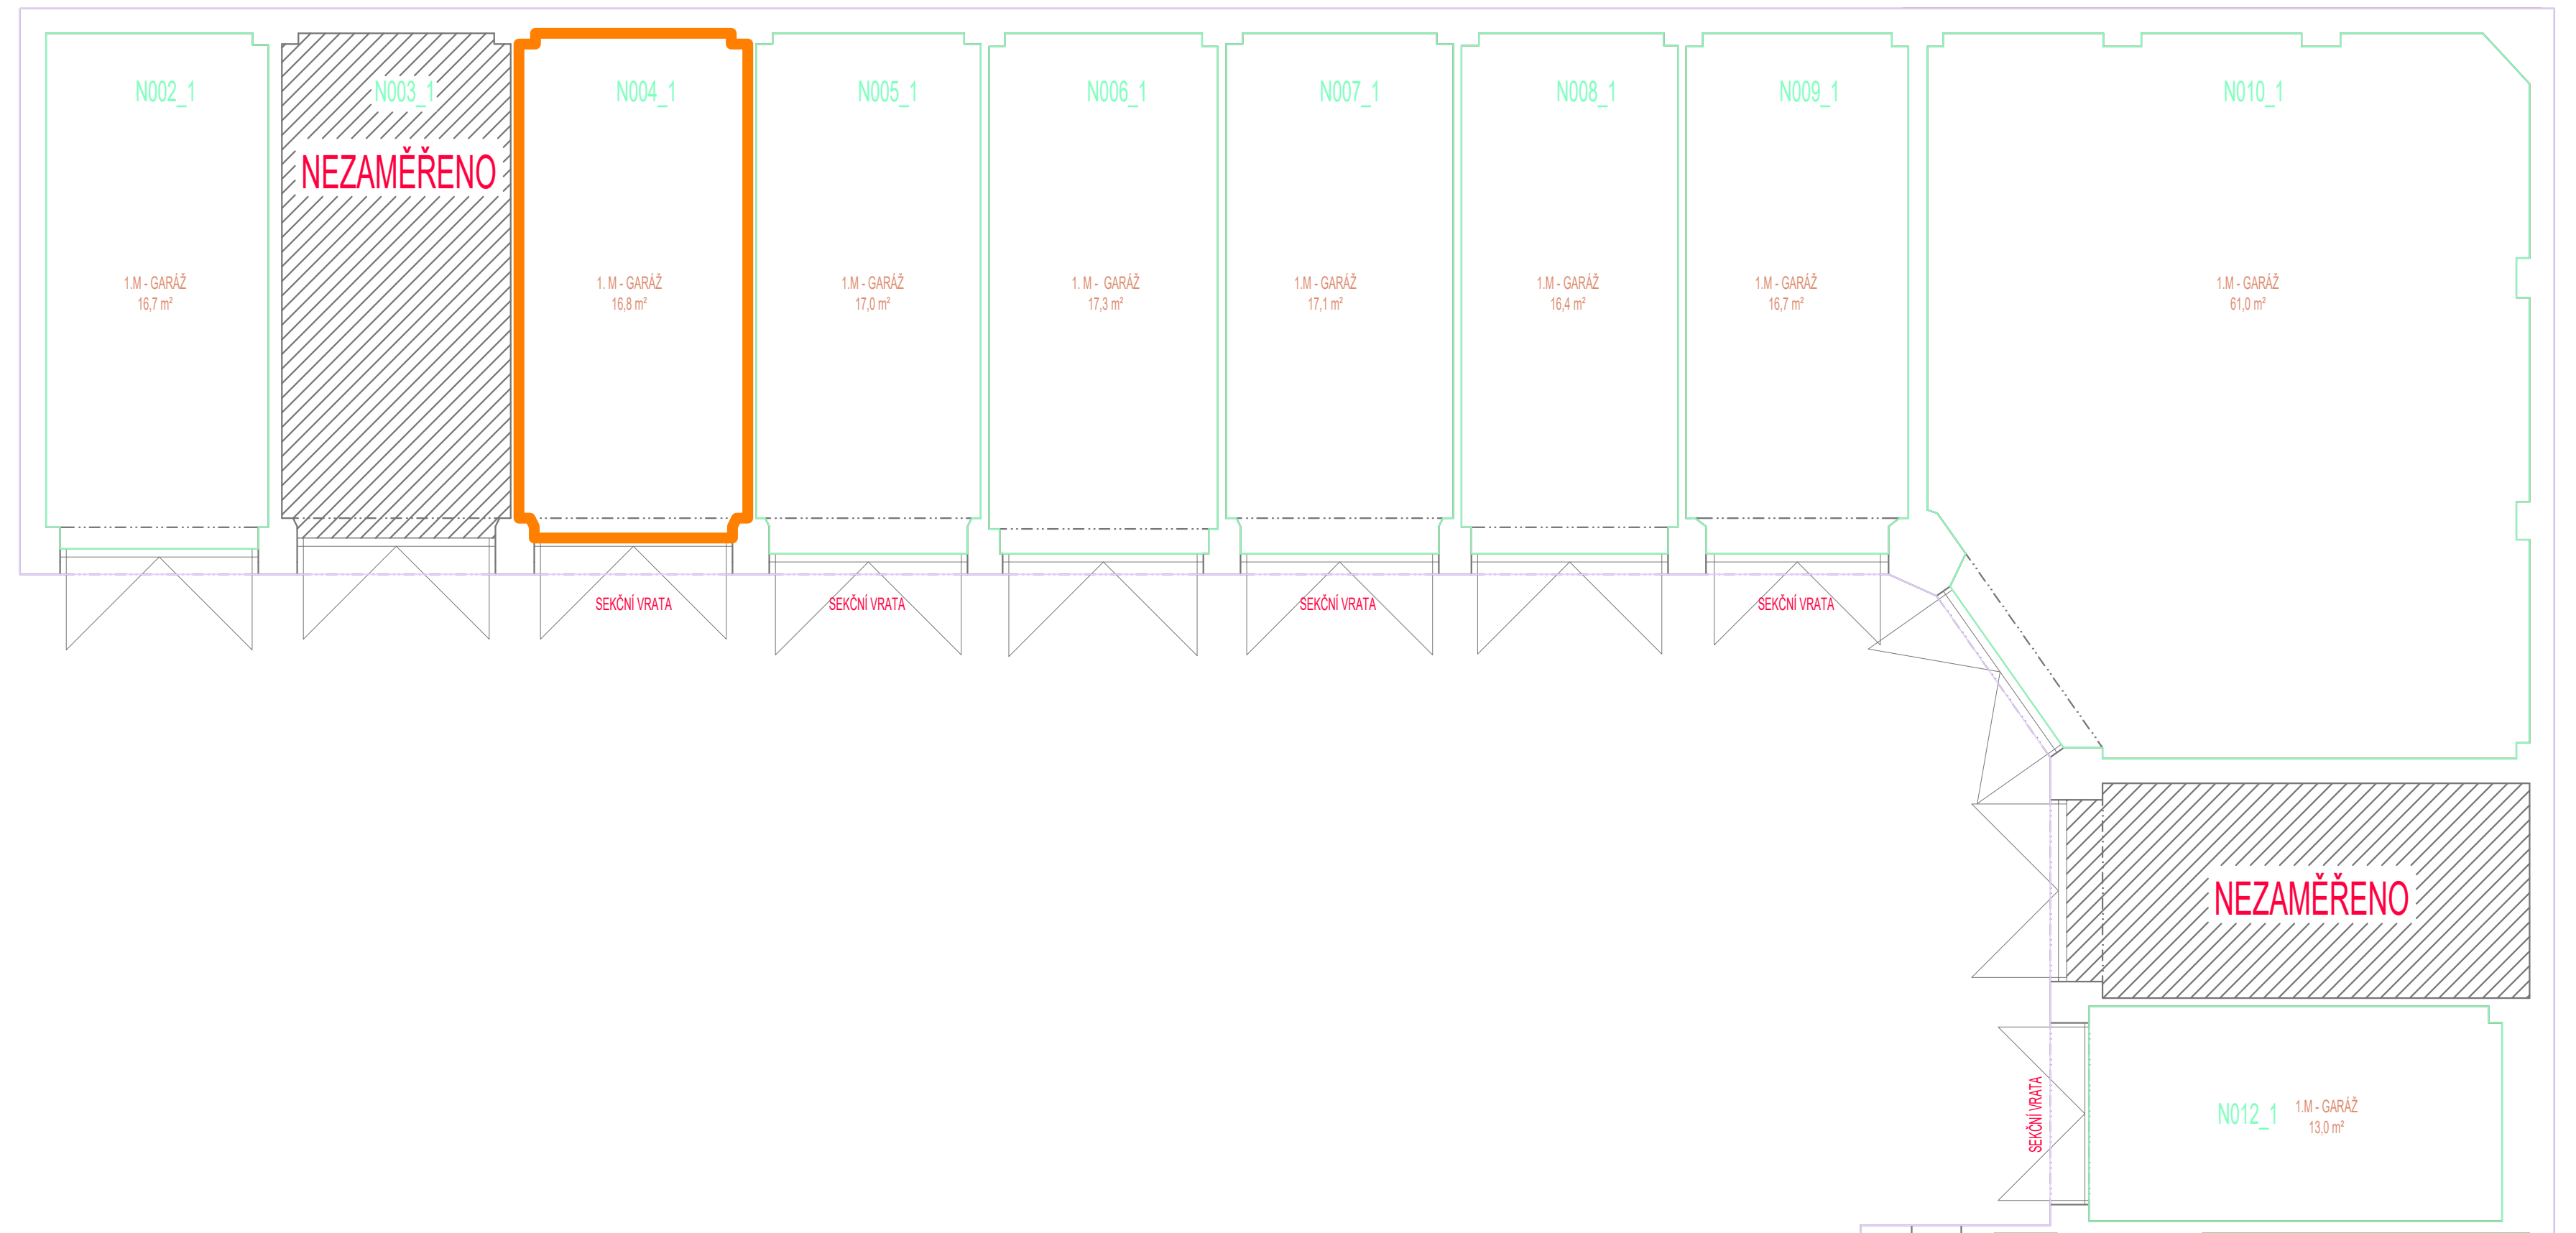 N002_1
N003_1
N004_1
N005_1
N006_1
N007_1
N008_1
N009_1
N010_1
NEZAMĚŘENO
1.M - GARÁŽ
16,7 m²
1. M - GARÁŽ
16,8 m²
1.M - GARÁŽ
17,0 m²
1. M - GARÁŽ
17,3 m²
1.M - GARÁŽ
17,1 m²
1.M - GARÁŽ
16,4 m²
1.M - GARÁŽ
16,7 m²
1.M - GARÁŽ
61,0 m²
SEKČNÍ VRATA
SEKČNÍ VRATA
SEKČNÍ VRATA
SEKČNÍ VRATA
NEZAMĚŘENO
SEKČNÍ VRATA
N012_1
1.M - GARÁŽ
13,0 m²